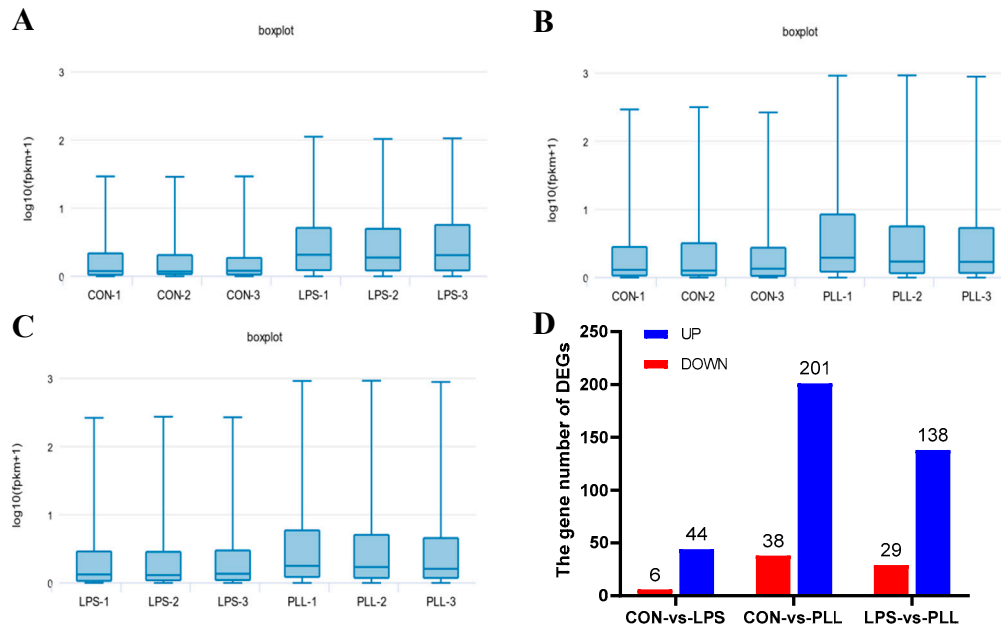 A
boxplot
log10(fpkm+1)
3
2
1
0
CON-1 CON-2 CON-3 LPS-1 LPS-2 LPS-3
B
boxplot
log10(fpkm+1)
3
2
1
0
CON-1 CON-2 CON-3 PLL-1 PLL-2 PLL-3
C
boxplot
log10(fpkm+1)
3
2
1
0
LPS-1 LPS-2 LPS-3 PLL-1 PLL-2 PLL-3
D
The gene number of DEGs
250
200
150
100
50
0
UP
DOWN
6 44 38 201 29 138
CON-vs-LPS CON-vs-PLL LPS-vs-PLL